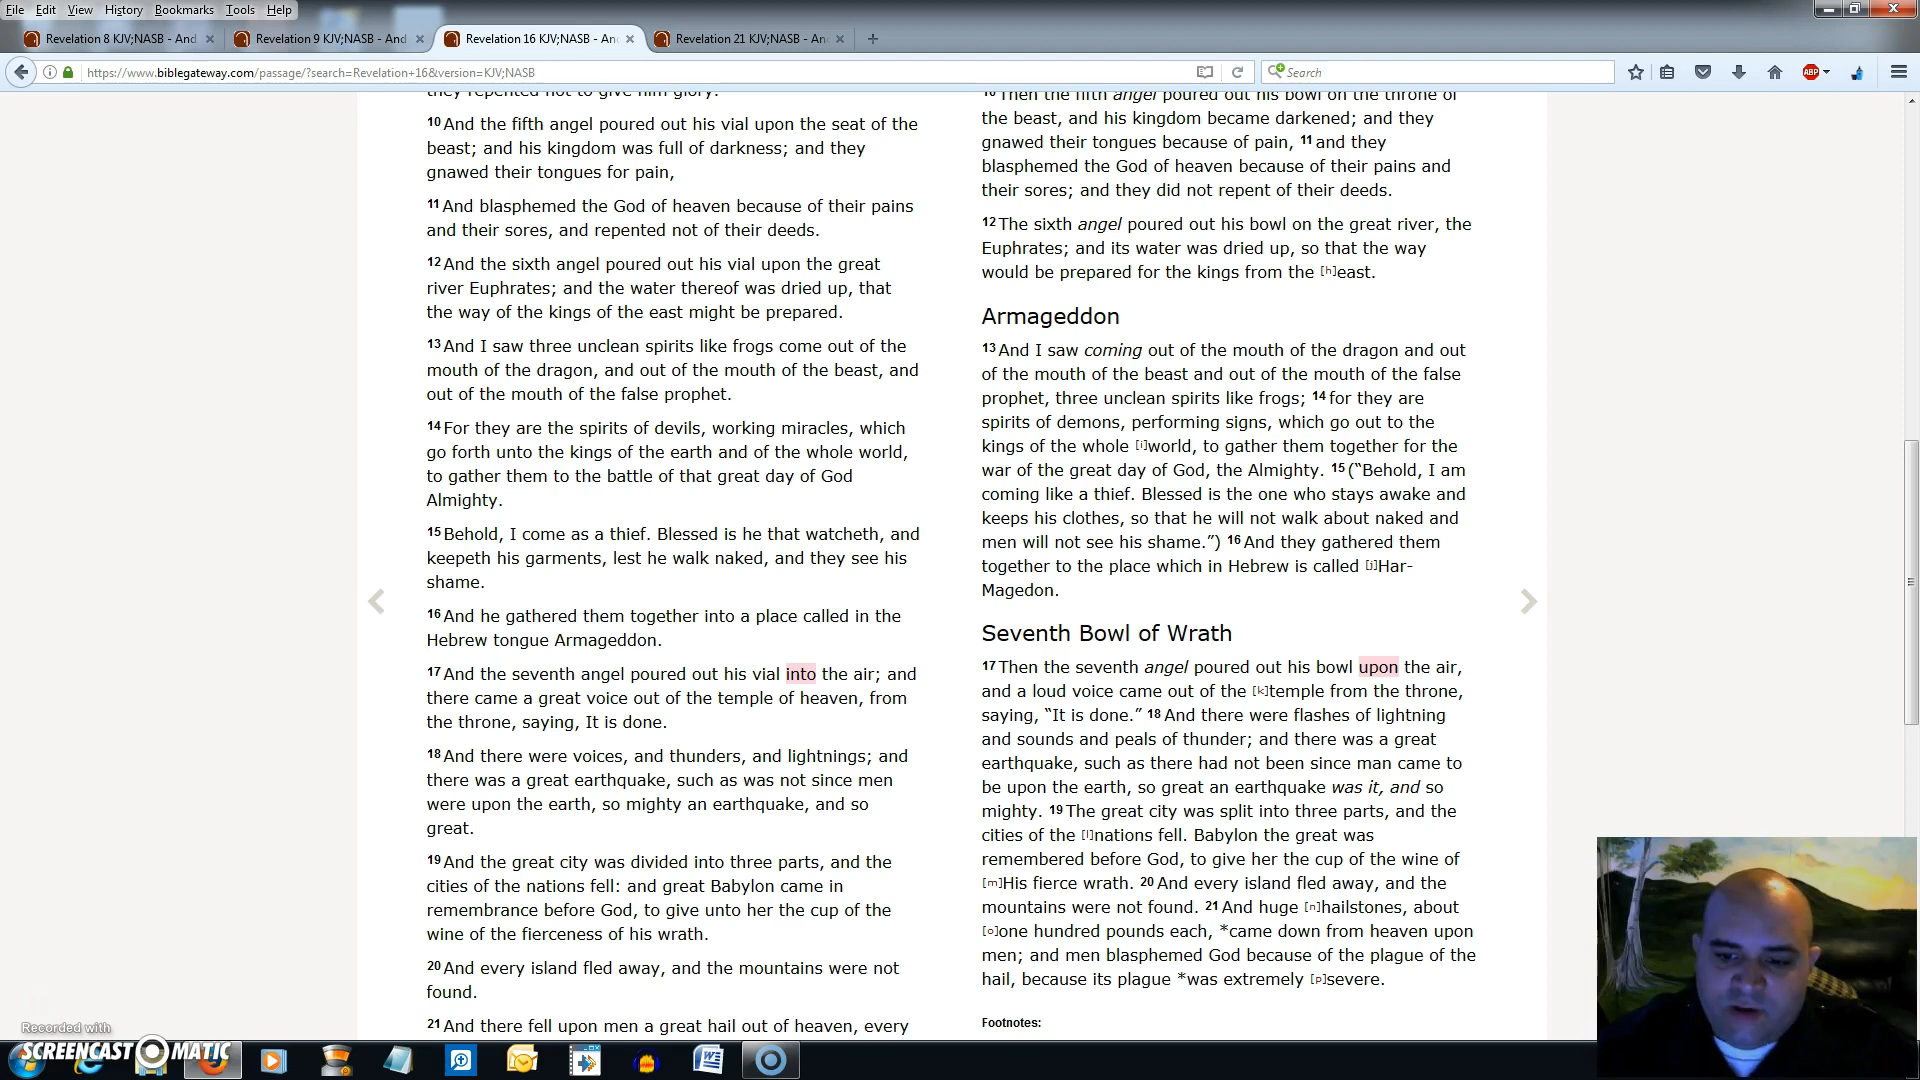 File Edit View History Bookmarks Tools Help
Revelation 8 KJV;NASB - And
Revelation 9 KJV;NASB - And
Revelation 16 KJV;NASB - An
Revelation 21 KJV;NASB - An
https://www.biblegateway.com/passage/?search=Revelation+16&version=KJV;NASB
Search
ABP
they repented not to give him glory.
10 And the fifth angel poured out his vial upon the seat of the
beast; and his kingdom was full of darkness; and they
gnawed their tongues for pain,
11 And blasphemed the God of heaven because of their pains
and their sores, and repented not of their deeds.
12 And the sixth angel poured out his vial upon the great
river Euphrates; and the water thereof was dried up, that
the way of the kings of the east might be prepared.
13 And I saw three unclean spirits like frogs come out of the
mouth of the dragon, and out of the mouth of the beast, and
out of the mouth of the false prophet.
14 For they are the spirits of devils, working miracles, which
go forth unto the kings of the earth and of the whole world,
to gather them to the battle of that great day of God
Almighty.
15 Behold, I come as a thief. Blessed is he that watcheth, and
keepeth his garments, lest he walk naked, and they see his
shame.
16 And he gathered them together into a place called in the
Hebrew tongue Armageddon.
17 And the seventh angel poured out his vial into the air; and
there came a great voice out of the temple of heaven, from
the throne, saying, It is done.
18 And there were voices, and thunders, and lightnings; and
there was a great earthquake, such as was not since men
were upon the earth, so mighty an earthquake, and so
great.
19 And the great city was divided into three parts, and the
cities of the nations fell: and great Babylon came in
remembrance before God, to give unto her the cup of the
wine of the fierceness of his wrath.
20 And every island fled away, and the mountains were not
found.
21 And there fell upon men a great hail out of heaven, every
10 Then the fifth angel poured out his bowl on the throne of
the beast, and his kingdom became darkened; and they
gnawed their tongues because of pain, 11 and they
blasphemed the God of heaven because of their pains and
their sores; and they did not repent of their deeds.
12 The sixth angel poured out his bowl on the great river, the
Euphrates; and its water was dried up, so that the way
would be prepared for the kings from the [h]east.
Armageddon
13 And I saw coming out of the mouth of the dragon and out
of the mouth of the beast and out of the mouth of the false
prophet, three unclean spirits like frogs; 14 for they are
spirits of demons, performing signs, which go out to the
kings of the whole [i]world, to gather them together for the
war of the great day of God, the Almighty. 15 (“Behold, I am
coming like a thief. Blessed is the one who stays awake and
keeps his clothes, so that he will not walk about naked and
men will not see his shame.”) 16 And they gathered them
together to the place which in Hebrew is called [j]Har-
Magedon.
Seventh Bowl of Wrath
17 Then the seventh angel poured out his bowl upon the air,
and a loud voice came out of the [k]temple from the throne,
saying, “It is done.” 18 And there were flashes of lightning
and sounds and peals of thunder; and there was a great
earthquake, such as there had not been since man came to
be upon the earth, so great an earthquake was it, and so
mighty. 19 The great city was split into three parts, and the
cities of the [l]nations fell. Babylon the great was
remembered before God, to give her the cup of the wine of
[m]His fierce wrath. 20 And every island fled away, and the
mountains were not found. 21 And huge [n]hailstones, about
[o]one hundred pounds each, *came down from heaven upon
men; and men blasphemed God because of the plague of the
hail, because its plague *was extremely [p]severe.
Footnotes:
Recorded with
SCREENCAST MATIC